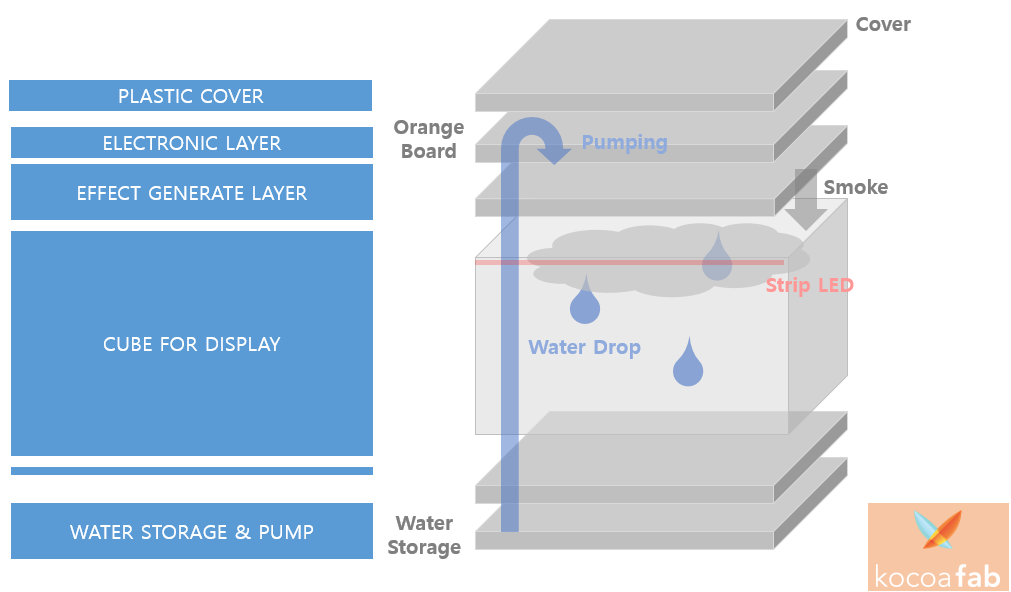 PLASTIC COVER
ELECTRONIC LAYER
EFFECT GENERATE LAYER
CUBE FOR DISPLAY
WATER STORAGE & PUMP
Cover
Orange
Board
Pumping
Smoke
Strip LED
Water Drop
Water
Storage
kocoafab